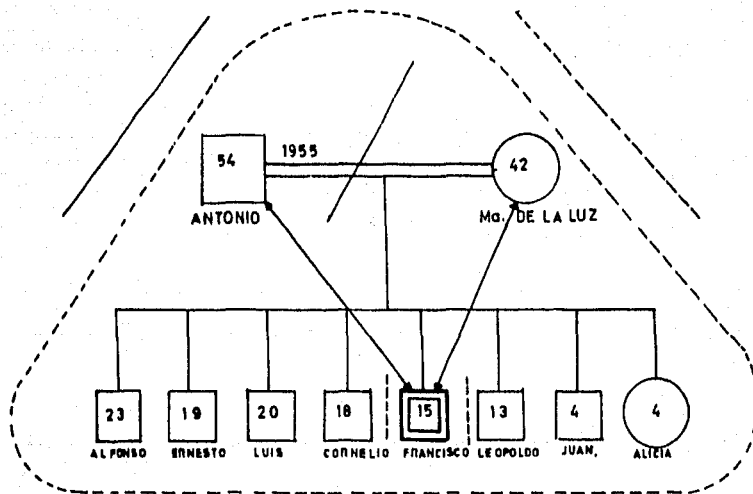 54
1955
42
ANTONIO
Ma. DE LA LUZ
23
19
20
18
15
13
4
4
ALFONSO
ERNESTO
LUIS
CORNELIO
FRANCISCO
LEOPOLDO
JUAN,
ALICIA